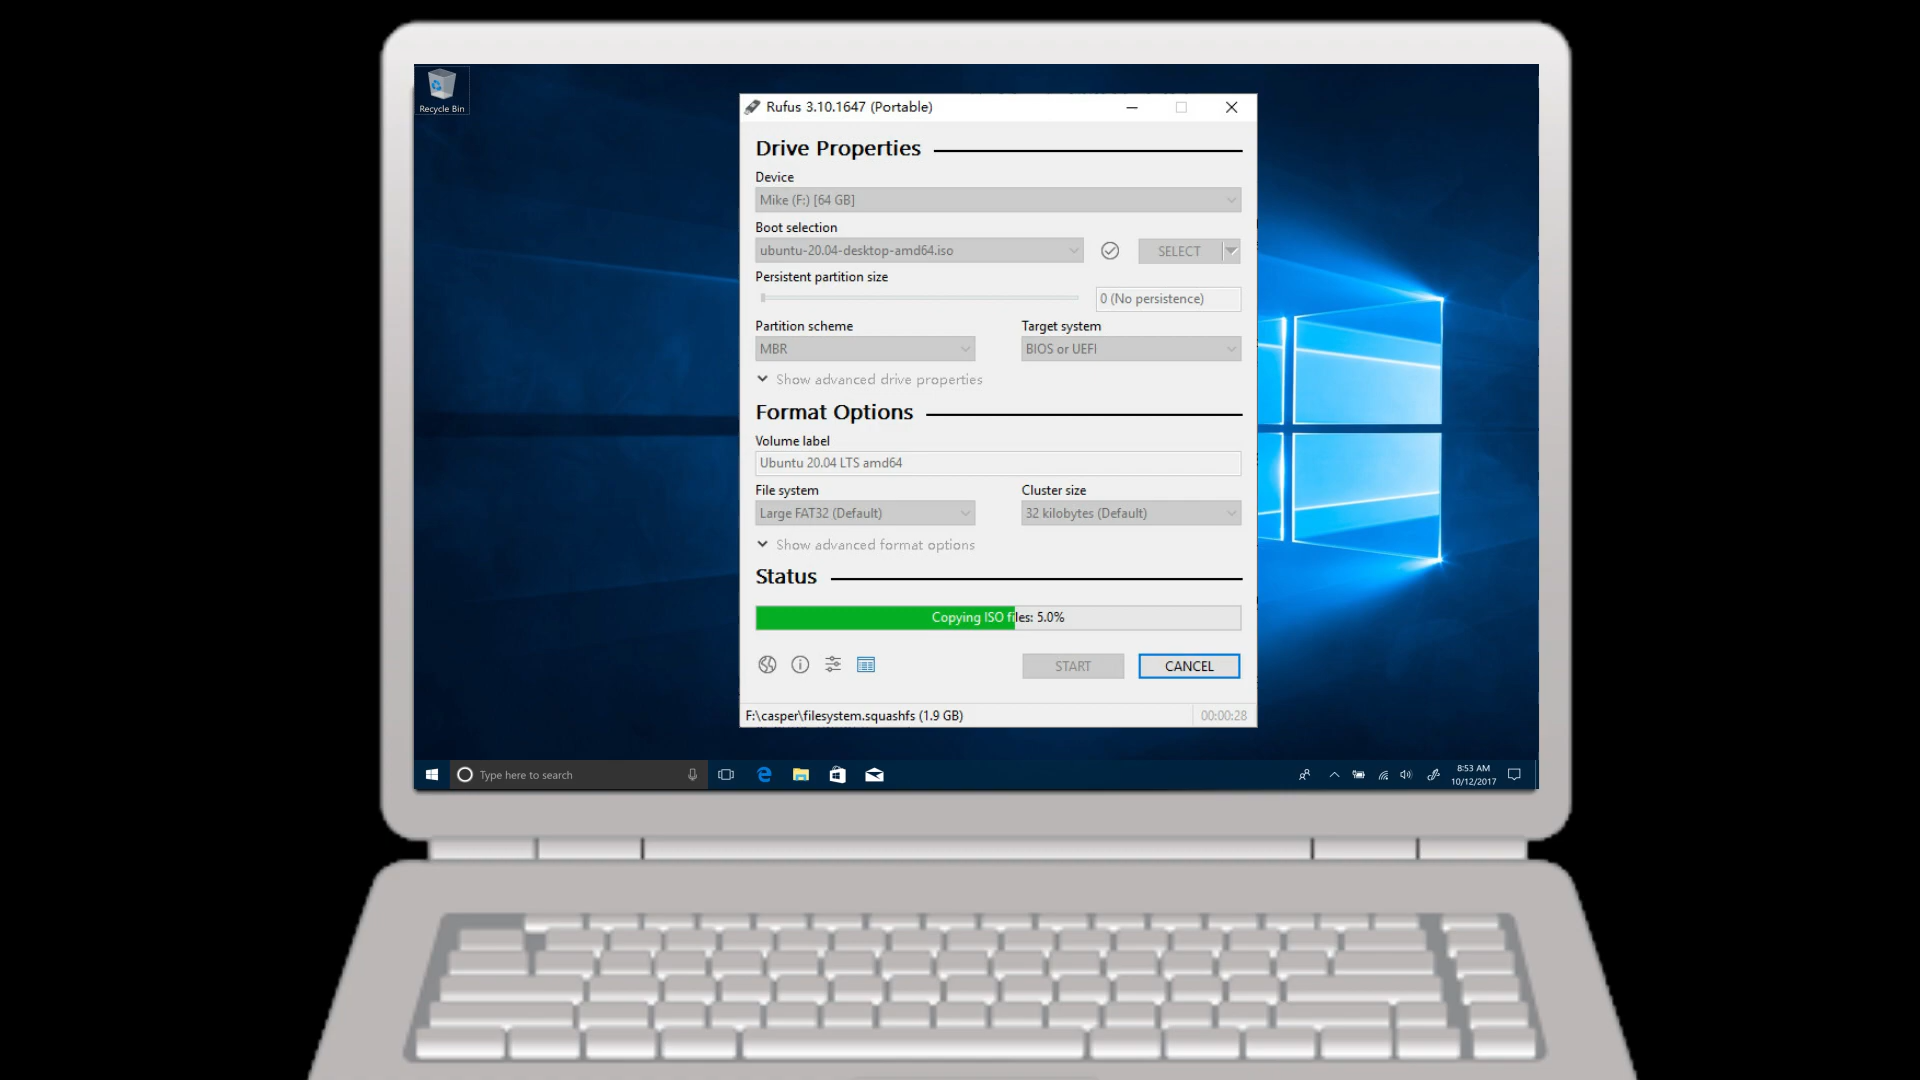 Recycle Bin
Rufus 3.10.1647 (Portable)
Drive Properties
Device
Mike (F:) [64 GB]
Boot selection
ubuntu-20.04-desktop-amd64.iso
SELECT
Persistent partition size
0 (No persistence)
Partition scheme
Target system
MBR
BIOS or UEFI
Show advanced drive properties
Format Options
Volume label
Ubuntu 20.04 LTS amd64
File system
Cluster size
Large FAT32 (Default)
32 kilobytes (Default)
Show advanced format options
Status
Copying ISO files: 5.0%
START
CANCEL
F:\casper\filesystem.squashfs (1.9 GB)
00:00:28
Type here to search
8:53 AM
10/12/2017